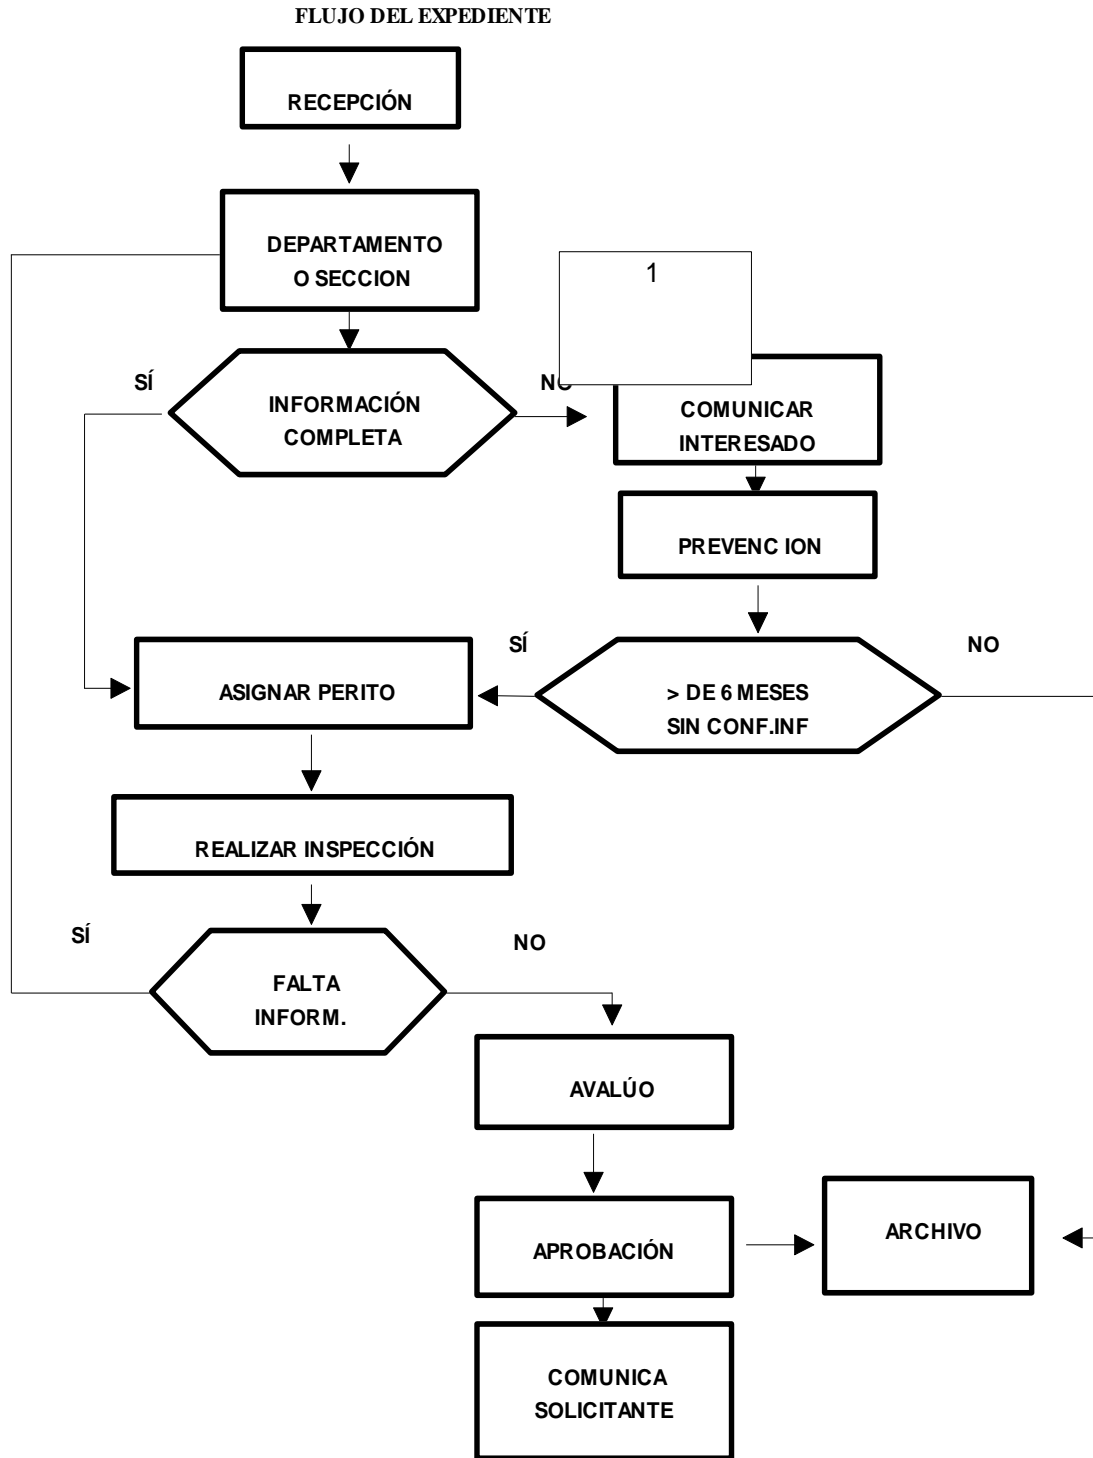 FLUJO DEL EXPEDIENTE
RECEPCIÓN
DEPARTAMENTO
O SECCION
1
SÍ
INFORMACIÓN
COMPLETA
NO
COMUNICAR
INTERESADO
PREVENC ION
SÍ
NO
ASIGNAR PERITO
> DE 6 MESES
SIN CONF.INF
REALIZAR INSPECCIÓN
SÍ
NO
FALTA
INFORM.
AVALÚO
APROBACIÓN
ARCHIVO
COMUNICA
SOLICITANTE